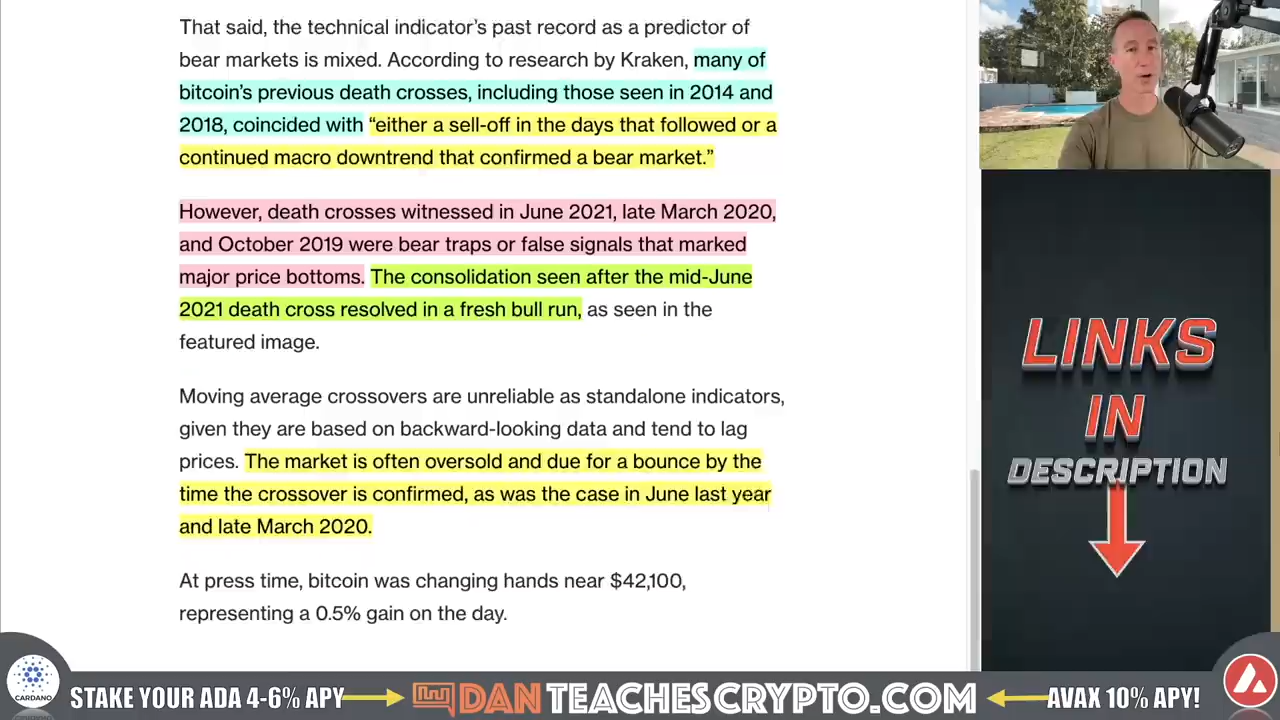 That said, the technical indicator’s past record as a predictor of
bear markets is mixed. According to research by Kraken, many of
bitcoin’s previous death crosses, including those seen in 2014 and
2018, coincided with “either a sell-off in the days that followed or a
continued macro downtrend that confirmed a bear market.”
However, death crosses witnessed in June 2021, late March 2020,
and October 2019 were bear traps or false signals that marked
major price bottoms. The consolidation seen after the mid-June
2021 death cross resolved in a fresh bull run, as seen in the
featured image.
Moving average crossovers are unreliable as standalone indicators,
given they are based on backward-looking data and tend to lag
prices. The market is often oversold and due for a bounce by the
time the crossover is confirmed, as was the case in June last year
and late March 2020.
At press time, bitcoin was changing hands near $42,100,
representing a 0.5% gain on the day.
LINKS
IN
DESCRIPTION
CARDANO
STAKE YOUR ADA 4-6% APY
DANTEACHESCRYPTO.COM
AVAX 10% APY!